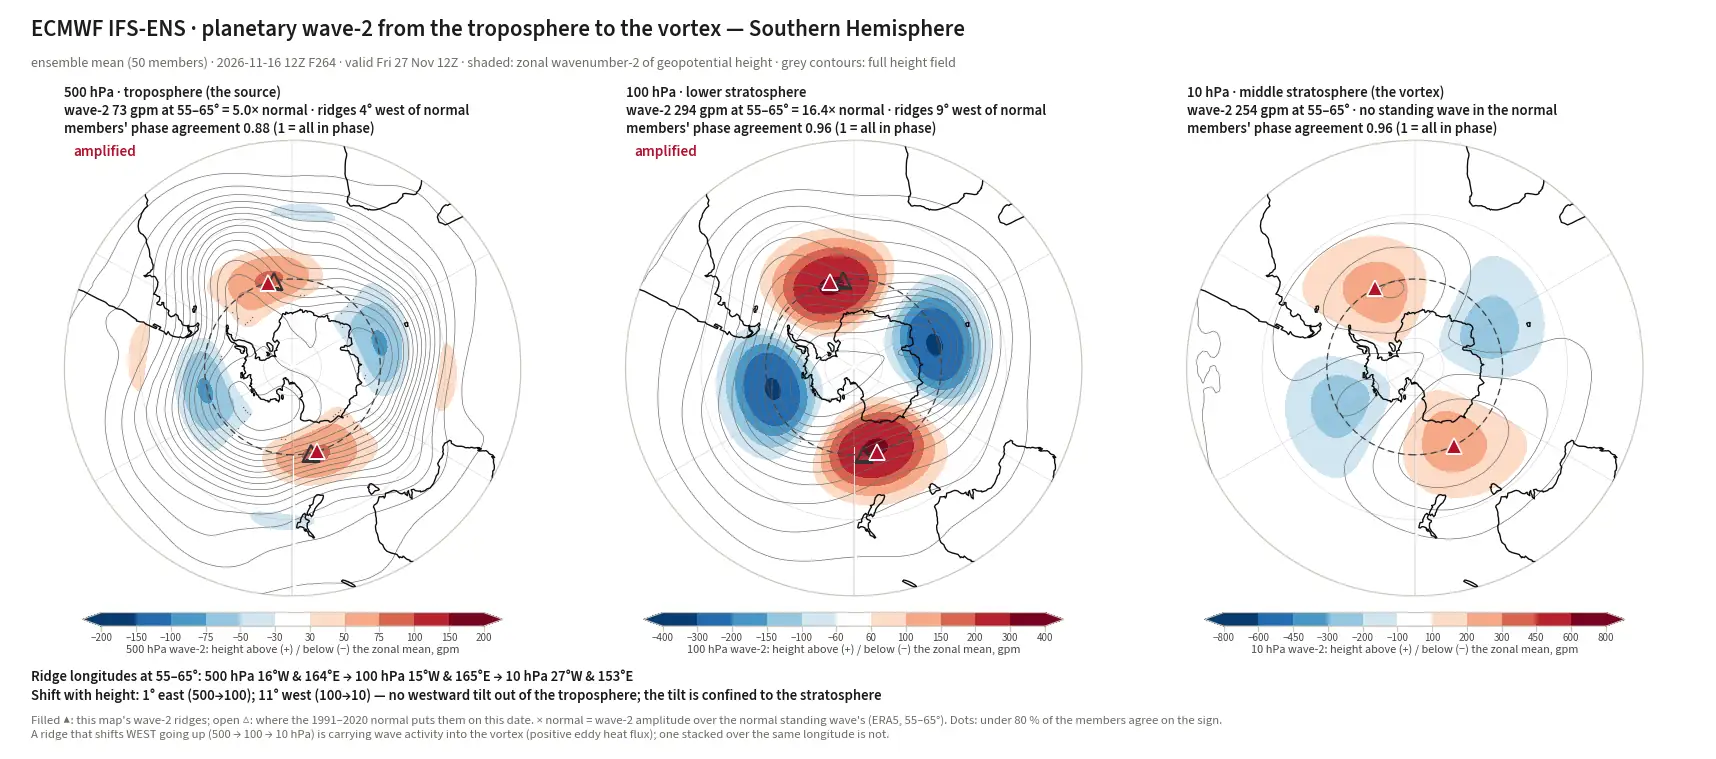 ECMWF IFS-ENS · planetary wave-2 from the troposphere to the vortex — Southern Hemisphere
ensemble mean (50 members) · 2026-11-16 12Z F264 · valid Fri 27 Nov 12Z · shaded: zonal wavenumber-2 of geopotential height · grey contours: full height field
500 hPa · troposphere (the source)
wave-2 73 gpm at 55–65° = 5.0× normal · ridges 4° west of normal
members' phase agreement 0.88 (1 = all in phase)
amplified
100 hPa · lower stratosphere
wave-2 294 gpm at 55–65° = 16.4× normal · ridges 9° west of normal
members' phase agreement 0.96 (1 = all in phase)
amplified
10 hPa · middle stratosphere (the vortex)
wave-2 254 gpm at 55–65° · no standing wave in the normal
members' phase agreement 0.96 (1 = all in phase)
−200 −150 −100 −75 −50 −30 30 50 75 100 150 200
500 hPa wave-2: height above (+) / below (−) the zonal mean, gpm
−400 −300 −200 −150 −100 −60 60 100 150 200 300 400
100 hPa wave-2: height above (+) / below (−) the zonal mean, gpm
−800 −600 −450 −300 −200 −100 100 200 300 450 600 800
10 hPa wave-2: height above (+) / below (−) the zonal mean, gpm
Ridge longitudes at 55–65°: 500 hPa 16°W & 164°E → 100 hPa 15°W & 165°E → 10 hPa 27°W & 153°E
Shift with height: 1° east (500→100); 11° west (100→10) — no westward tilt out of the troposphere; the tilt is confined to the stratosphere
Filled ▲: this map's wave-2 ridges; open △: where the 1991–2020 normal puts them on this date. × normal = wave-2 amplitude over the normal standing wave's (ERA5, 55–65°). Dots: under 80 % of the members agree on the sign.
A ridge that shifts WEST going up (500 → 100 → 10 hPa) is carrying wave activity into the vortex (positive eddy heat flux); one stacked over the same longitude is not.